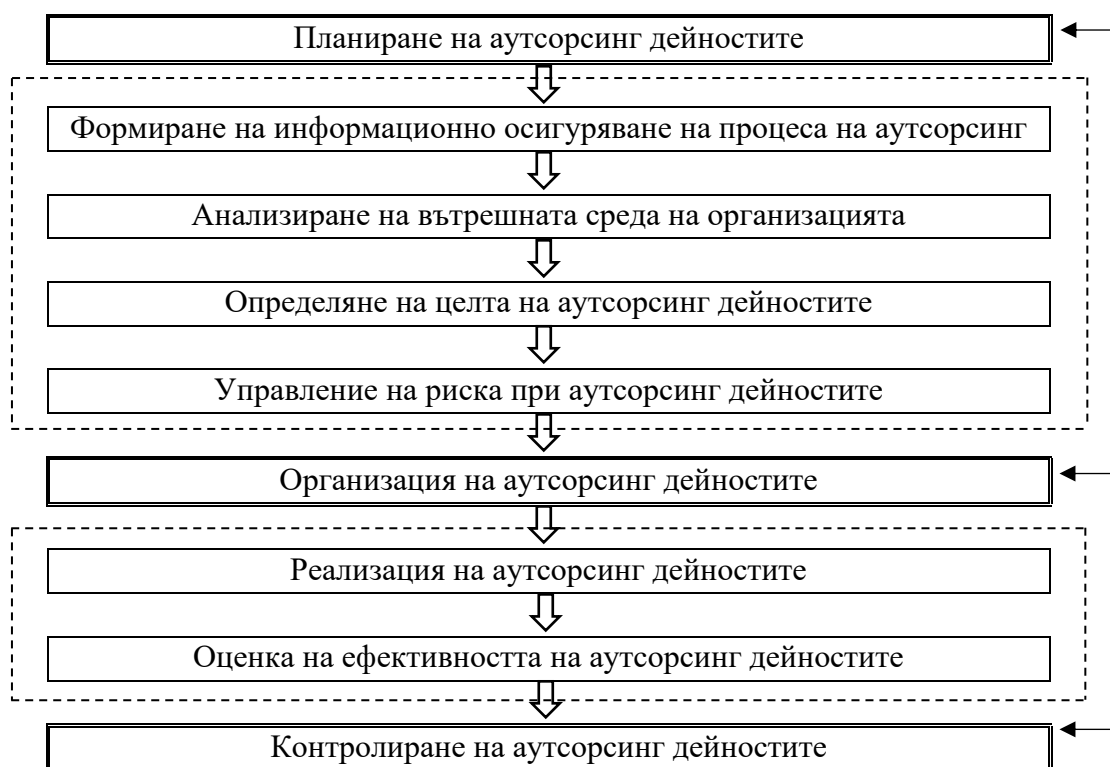 Планиране на аутсорсинг дейностите
Формиране на информационно осигуряване на процеса на аутсорсинг
Анализиране на вътрешната среда на организацията
Определяне на целта на аутсорсинг дейностите
Управление на риска при аутсорсинг дейностите
Организация на аутсорсинг дейностите
Реализация на аутсорсинг дейностите
Оценка на ефективността на аутсорсинг дейностите
Контролиране на аутсорсинг дейностите